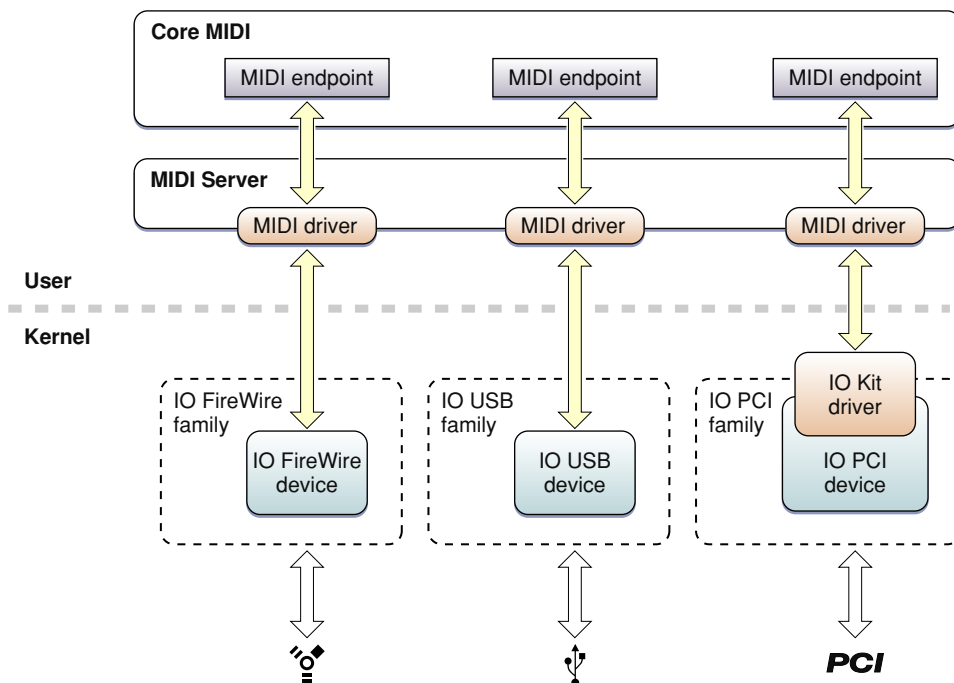 Core MIDI
MIDI endpoint
MIDI endpoint
MIDI endpoint
MIDI Server
MIDI driver
MIDI driver
MIDI driver
User
Kernel
IO FireWire
family
IO FireWire
device
IO USB
family
IO USB
device
IO PCI
family
IO Kit
driver
IO PCI
device
PCI